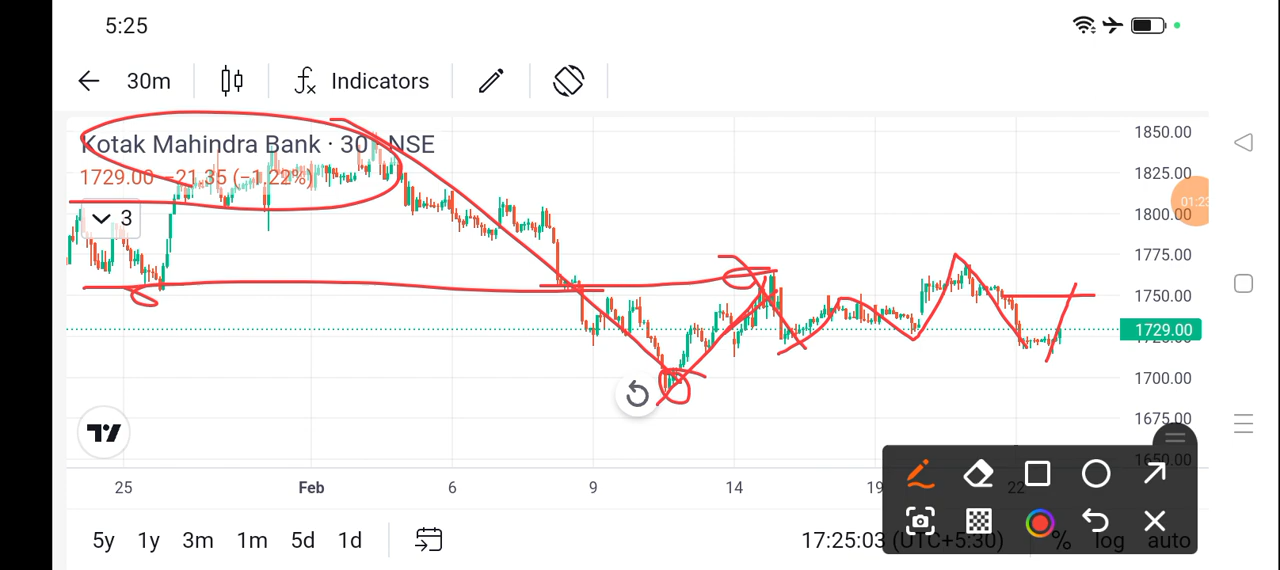 5:25
30m
Indicators
Kotak Mahindra Bank · 30 · NSE
1729.00 −21.35 (−1.22%)
3
1850.00
1825.00
1800.00
1775.00
1750.00
1729.00
1700.00
1675.00
1650.00
01:23
25
Feb
6
9
14
19
22
5y
1y
3m
1m
5d
1d
17:25:03 (UTC+5:30)
%
log
auto